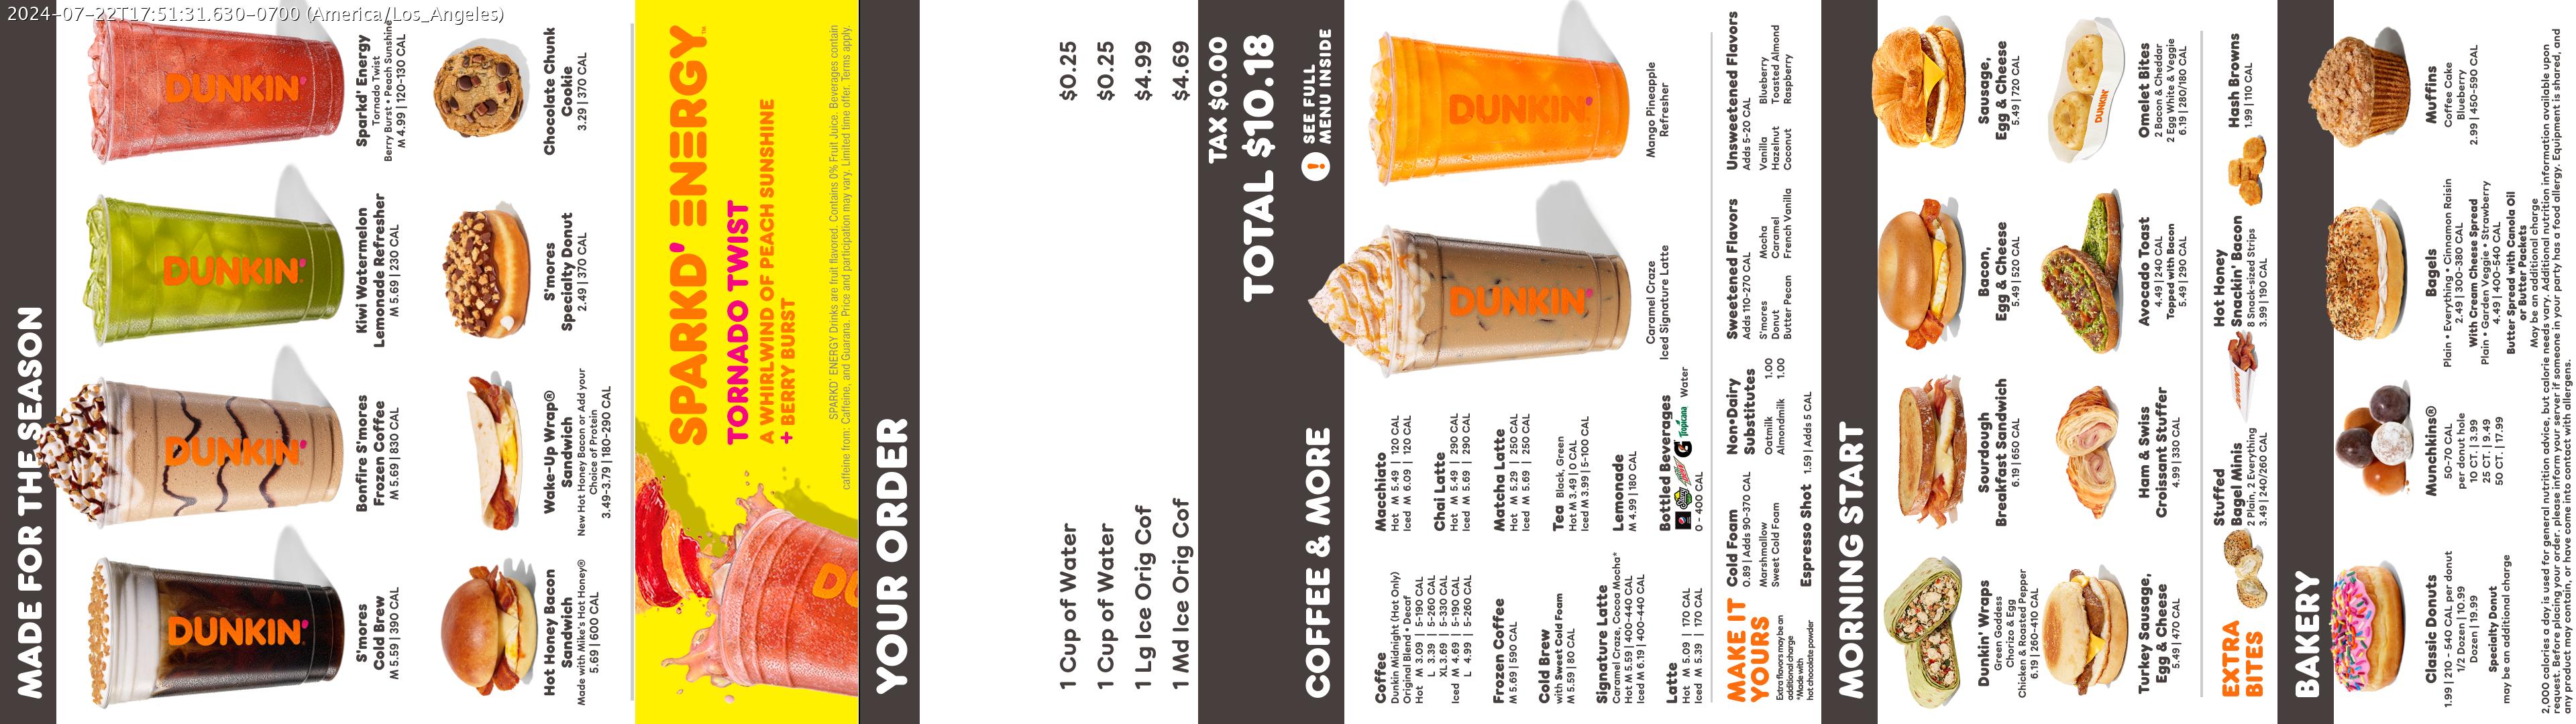 2024-07-22T17:51:31.630-0700 (America/Los_Angeles)
MADE FOR THE SEASON
DUNKIN'
DUNKIN'
DUNKIN'
DUNKIN'
S'mores
Cold Brew
M 5.59 | 390 CAL
Bonfire S'mores
Frozen Coffee
M 5.69 | 830 CAL
Kiwi Watermelon
Lemonade Refresher
M 5.69 | 230 CAL
Sparkd' Energy
Tornado Twist
Berry Burst • Peach Sunshine
M 4.99 | 120-130 CAL
Hot Honey Bacon
Sandwich
Made with Mike's Hot Honey®
5.69 | 600 CAL
Wake-Up Wrap®
Sandwich
New Hot Honey Bacon or Add your
Choice of Protein
3.49-3.79 | 180-290 CAL
S'mores
Specialty Donut
2.49 | 370 CAL
Chocolate Chunk
Cookie
3.29 | 370 CAL
SPARKD' ENERGY™
TORNADO TWIST
A WHIRLWIND OF PEACH SUNSHINE
+ BERRY BURST
SPARKD' ENERGY Drinks are fruit flavored. Contains 0% Fruit Juice. Beverages contain
caffeine from: Caffeine, and Guarana. Price and participation may vary. Limited time offer. Terms apply.
YOUR ORDER
1 Cup of Water $0.25
1 Cup of Water $0.25
1 Lg Ice Orig Cof $4.99
1 Md Ice Orig Cof $4.69
TAX $0.00
TOTAL $10.18
COFFEE & MORE
SEE FULL
MENU INSIDE
Coffee
Dunkin Midnight (Hot Only)
Original Blend • Decaf
Hot M 3.09 | 5-190 CAL
L 3.39 | 5-260 CAL
XL 3.69 | 5-330 CAL
Iced M 4.69 | 5-190 CAL
L 4.99 | 5-260 CAL
Frozen Coffee
M 5.69 | 590 CAL
Cold Brew
with Sweet Cold Foam
M 5.59 | 80 CAL
Signature Latte
Caramel Craze, Cocoa Mocha*
Hot M 5.59 | 400-440 CAL
Iced M 6.19 | 400-440 CAL
Latte
Hot M 5.09 | 170 CAL
Iced M 5.39 | 170 CAL
Macchiato
Hot M 5.49 | 120 CAL
Iced M 6.09 | 120 CAL
Chai Latte
Hot M 5.49 | 290 CAL
Iced M 5.69 | 290 CAL
Matcha Latte
Hot M 5.29 | 250 CAL
Iced M 5.69 | 250 CAL
Tea Black, Green
Hot M 3.49 | 0 CAL
Iced M 3.99 | 5-100 CAL
Lemonade
M 4.99 | 180 CAL
Bottled Beverages
Tropicana Water
0 - 400 CAL
DUNKIN'
Caramel Craze
Iced Signature Latte
DUNKIN'
Mango Pineapple
Refresher
MAKE IT
YOURS
Extra flavors may be an
additional charge
*Made with
hot chocolate powder
Cold Foam
0.89 | Adds 90-370 CAL
Marshmallow
Sweet Cold Foam
Espresso Shot 1.59 | Adds 5 CAL
Non•Dairy
Substitutes
Oatmilk 1.00
Almondmilk 1.00
Sweetened Flavors
Adds 110-270 CAL
S'mores Mocha
Donut Caramel
Butter Pecan French Vanilla
Unsweetened Flavors
Adds 5-20 CAL
Vanilla Blueberry
Hazelnut Toasted Almond
Coconut Raspberry
MORNING START
Dunkin' Wraps
Green Goddess
Chorizo & Egg
Chicken & Roasted Pepper
6.19 | 260-410 CAL
Sourdough
Breakfast Sandwich
6.19 | 650 CAL
Bacon,
Egg & Cheese
5.49 | 520 CAL
Sausage,
Egg & Cheese
5.49 | 720 CAL
Turkey Sausage,
Egg & Cheese
5.49 | 470 CAL
Ham & Swiss
Croissant Stuffer
4.99 | 330 CAL
Avocado Toast
4.49 | 240 CAL
Topped with Bacon
5.49 | 290 CAL
DUNKIN'
Omelet Bites
2 Bacon & Cheddar
2 Egg White & Veggie
6.19 | 280/180 CAL
EXTRA
BITES
Stuffed
Bagel Minis
2 Plain, 2 Everything
3.49 | 240/260 CAL
DUNKIN'
Hot Honey
Snackin' Bacon
8 Snack-sized Strips
3.99 | 190 CAL
Hash Browns
1.99 | 110 CAL
BAKERY
Classic Donuts
1.99 | 210 - 540 CAL per donut
1/2 Dozen | 10.99
Dozen | 19.99
Specialty Donut
may be an additional charge
Munchkins®
50-70 CAL
per donut hole
10 CT. | 3.99
25 CT. | 9.49
50 CT. | 17.99
Bagels
Plain • Everything • Cinnamon Raisin
2.49 | 300-380 CAL
With Cream Cheese Spread
Plain • Garden Veggie • Strawberry
4.49 | 400-540 CAL
Butter Spread with Canola Oil
or Butter Packets
May be an additional charge
Muffins
Coffee Cake
Blueberry
2.99 | 450-590 CAL
2,000 calories a day is used for general nutrition advice, but calorie needs vary. Additional nutrition information available upon
request. Before placing your order, please inform your server if someone in your party has a food allergy. Equipment is shared, and
any product may contain, or have come into contact with allergens.